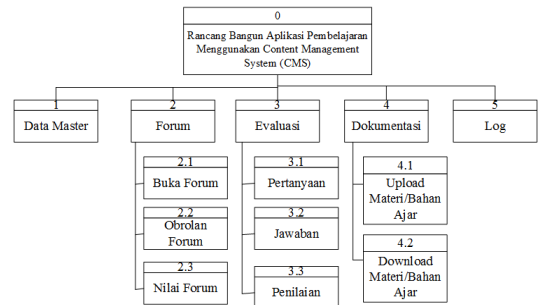 0
Rancang Bangun Aplikasi Pembelajaran
Menggunakan Content Management
System (CMS)
1
Data Master
2
Forum
3
Evaluasi
4
Dokumentasi
5
Log
2.1
Buka Forum
2.2
Obrolan
Forum
2.3
Nilai Forum
3.1
Pertanyaan
3.2
Jawaban
3.3
Penilaian
4.1
Upload
Materi/Bahan
Ajar
4.2
Download
Materi/Bahan
Ajar